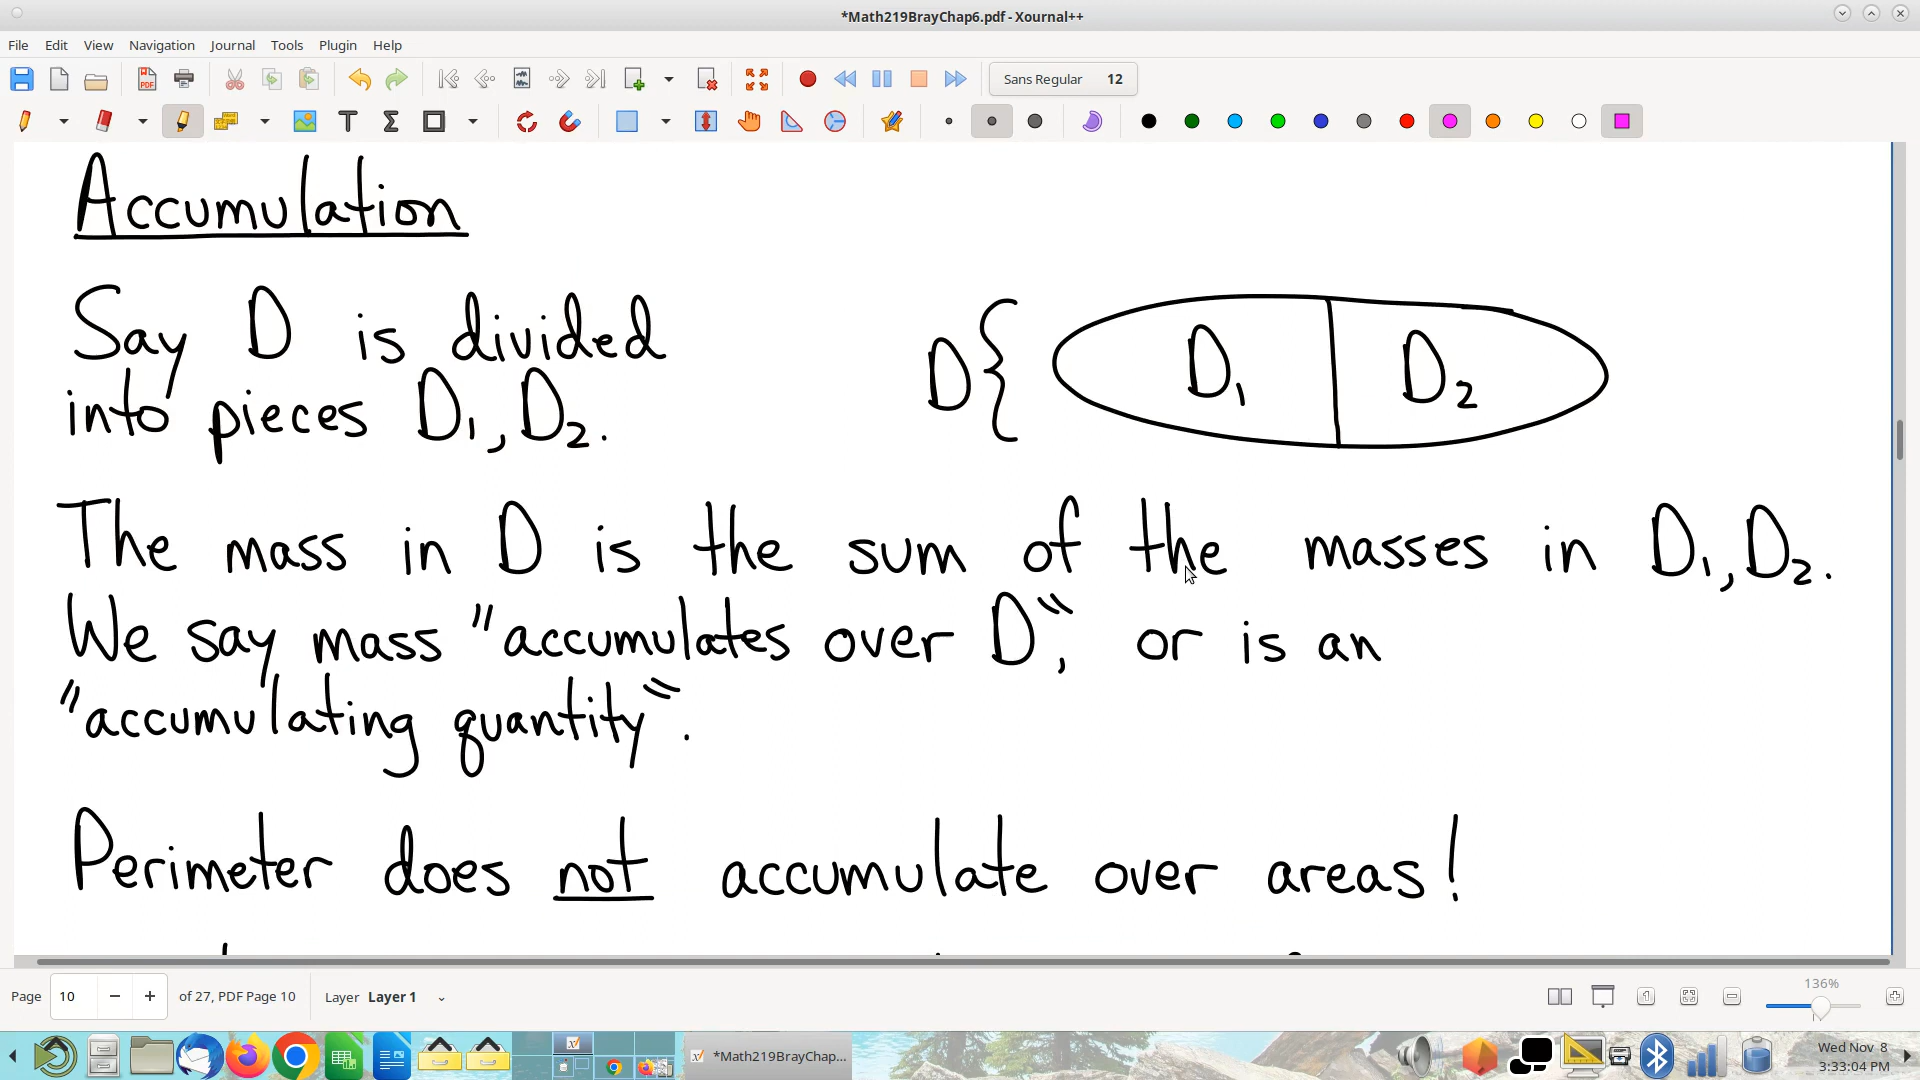 *Math219BrayChap6.pdf - Xournal++
File Edit View Navigation Journal Tools Plugin Help
Sans Regular 12
Accumulation
Say D is divided
into pieces D₁, D₂.
D{ D₁ D₂
The mass in D is the sum of the masses in D₁, D₂.
We say mass "accumulates over D", or is an
"accumulating quantity".
Perimeter does not accumulate over areas!
136%
Page 10 of 27, PDF Page 10 Layer Layer 1
*Math219BrayChap...
Wed Nov 8
3:33:04 PM